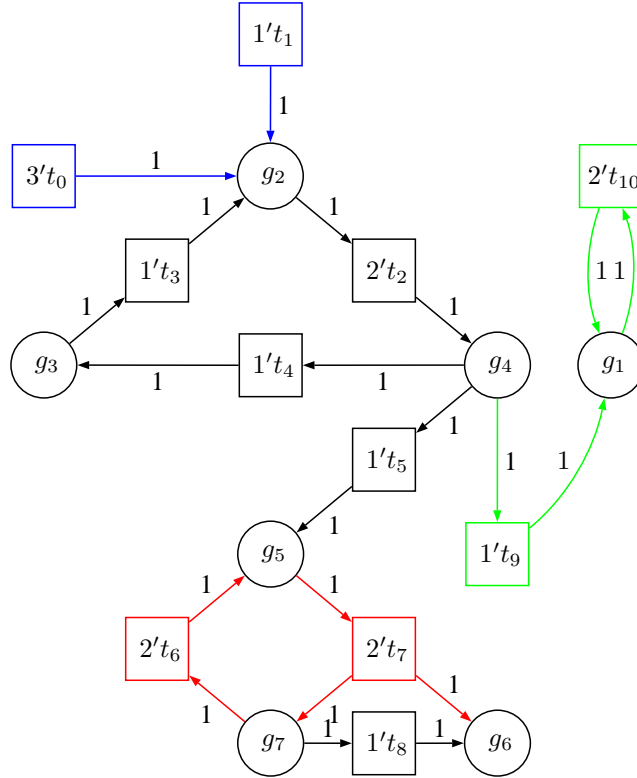 1't₁
1
3't₀
1
g₂
2't₁₀
1
1
1't₃
2't₂
1 1
1
1
g₃
1
1't₄
1
g₄
g₁
1
1't₅
1
1
1
g₅
1't₉
1
1
2't₆
2't₇
1
1
1
g₇
1
1't₈
1
g₆